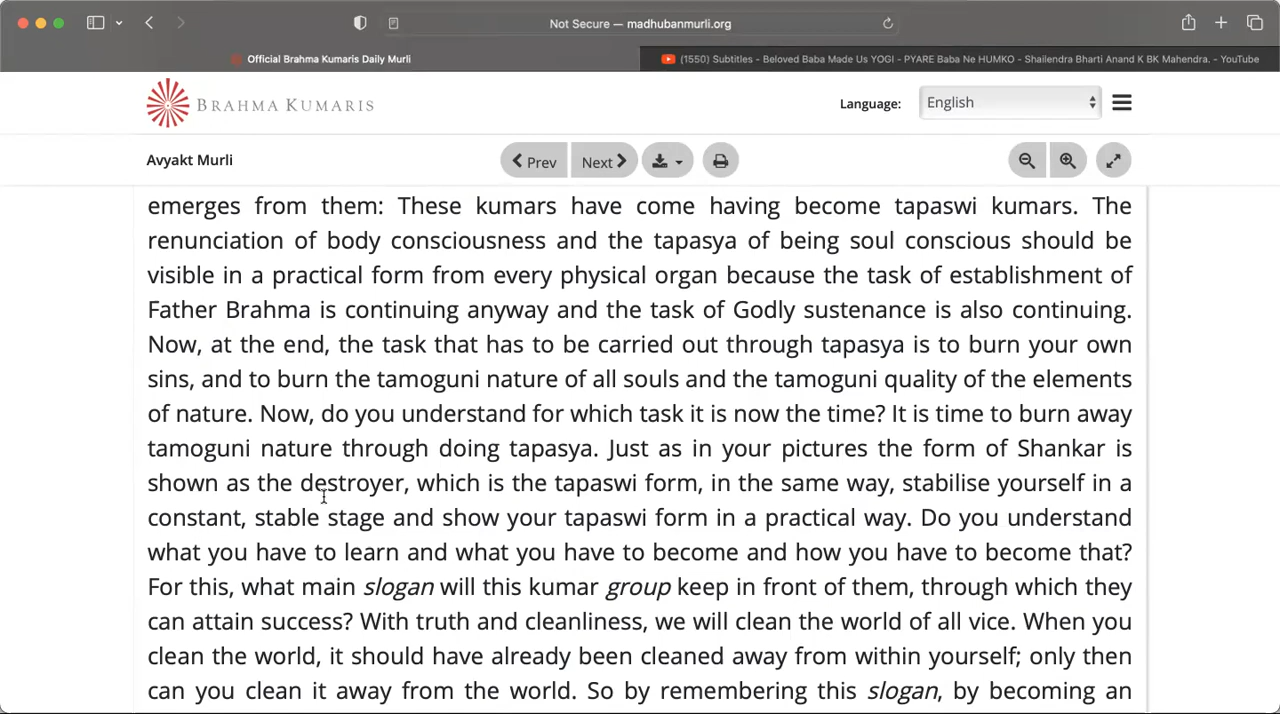 Not Secure — madhubanmurli.org
Official Brahma Kumaris Daily Murli
(1550) Subtitles - Beloved Baba Made Us YOGI - PYARE Baba Ne HUMKO - Shailendra Bharti Anand K BK Mahendra. - YouTube
BRAHMA KUMARIS
Language:
English
Avyakt Murli
Prev
Next
emerges from them: These kumars have come having become tapaswi kumars. The
renunciation of body consciousness and the tapasya of being soul conscious should be
visible in a practical form from every physical organ because the task of establishment of
Father Brahma is continuing anyway and the task of Godly sustenance is also continuing.
Now, at the end, the task that has to be carried out through tapasya is to burn your own
sins, and to burn the tamoguni nature of all souls and the tamoguni quality of the elements
of nature. Now, do you understand for which task it is now the time? It is time to burn away
tamoguni nature through doing tapasya. Just as in your pictures the form of Shankar is
shown as the destroyer, which is the tapaswi form, in the same way, stabilise yourself in a
constant, stable stage and show your tapaswi form in a practical way. Do you understand
what you have to learn and what you have to become and how you have to become that?
For this, what main slogan will this kumar group keep in front of them, through which they
can attain success? With truth and cleanliness, we will clean the world of all vice. When you
clean the world, it should have already been cleaned away from within yourself; only then
can you clean it away from the world. So by remembering this slogan, by becoming an